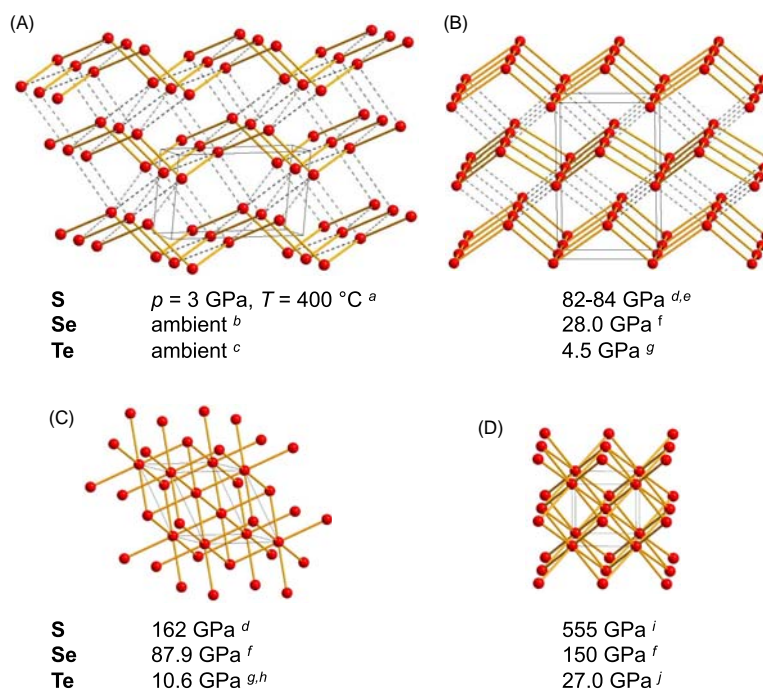 (A) (B)
S p = 3 GPa, T = 400 °C a 82-84 GPa d,e
Se ambient b 28.0 GPa f
Te ambient c 4.5 GPa g
(C) (D)
S 162 GPa d 555 GPa i
Se 87.9 GPa f 150 GPa f
Te 10.6 GPa g,h 27.0 GPa j